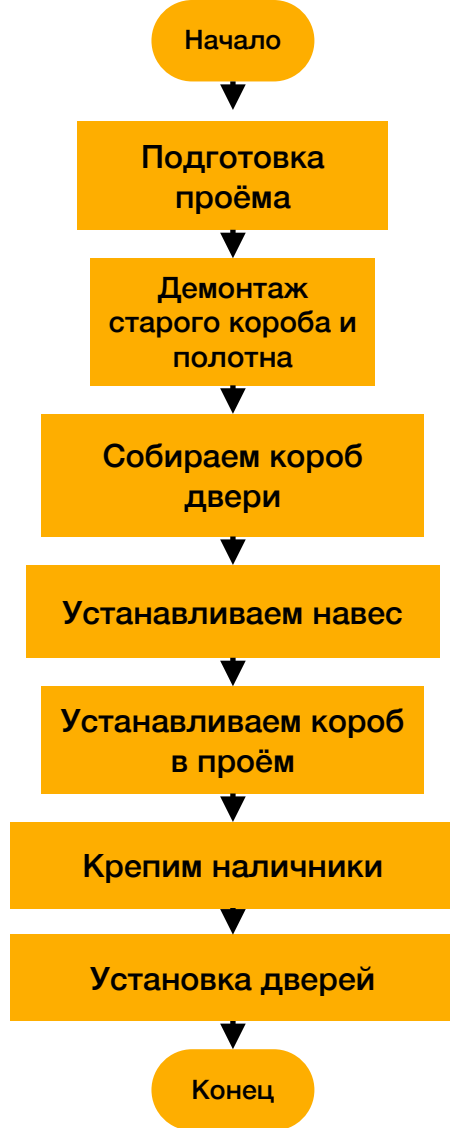 Начало
Подготовка
проёма
Демонтаж
старого короба и
полотна
Собираем короб
двери
Устанавливаем навес
Устанавливаем короб
в проём
Крепим наличники
Установка дверей
Конец